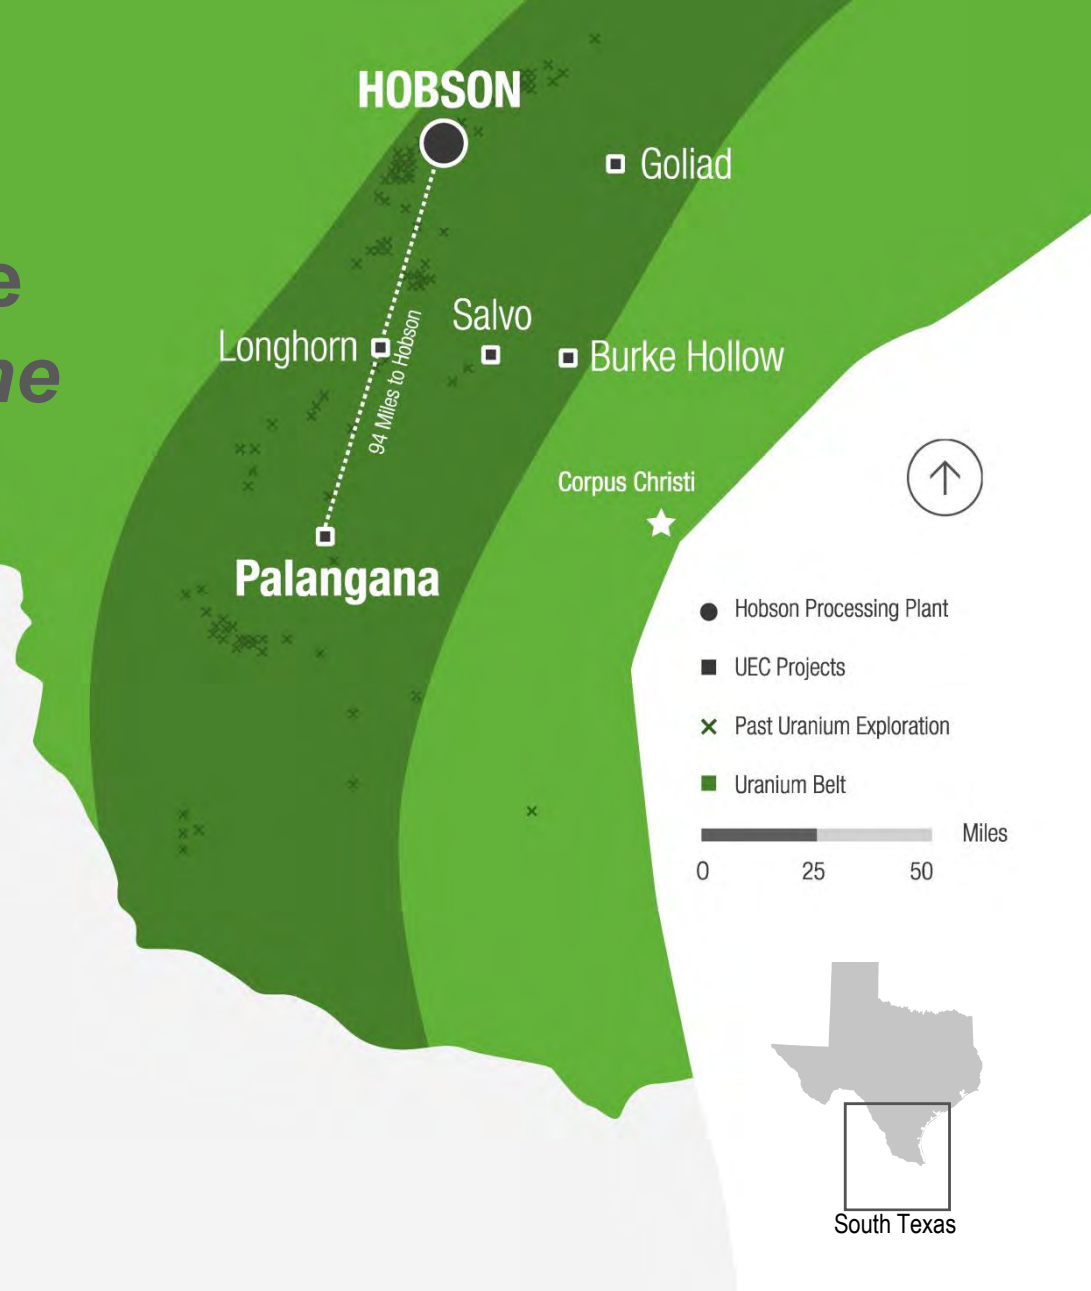 HOBSON
Goliad
Salvo
Longhorn
Burke Hollow
94 Miles to Hobson
Corpus Christi
Palangana
Hobson Processing Plant
UEC Projects
Past Uranium Exploration
Uranium Belt
Miles
0 25 50
South Texas